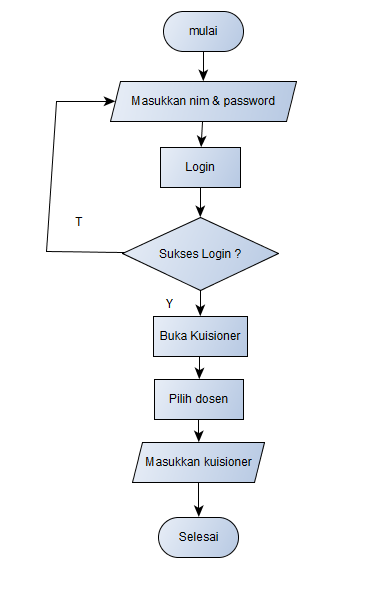 mulai
Masukkan nim & password
Login
T
Sukses Login ?
Y
Buka Kuisioner
Pilih dosen
Masukkan kuisioner
Selesai